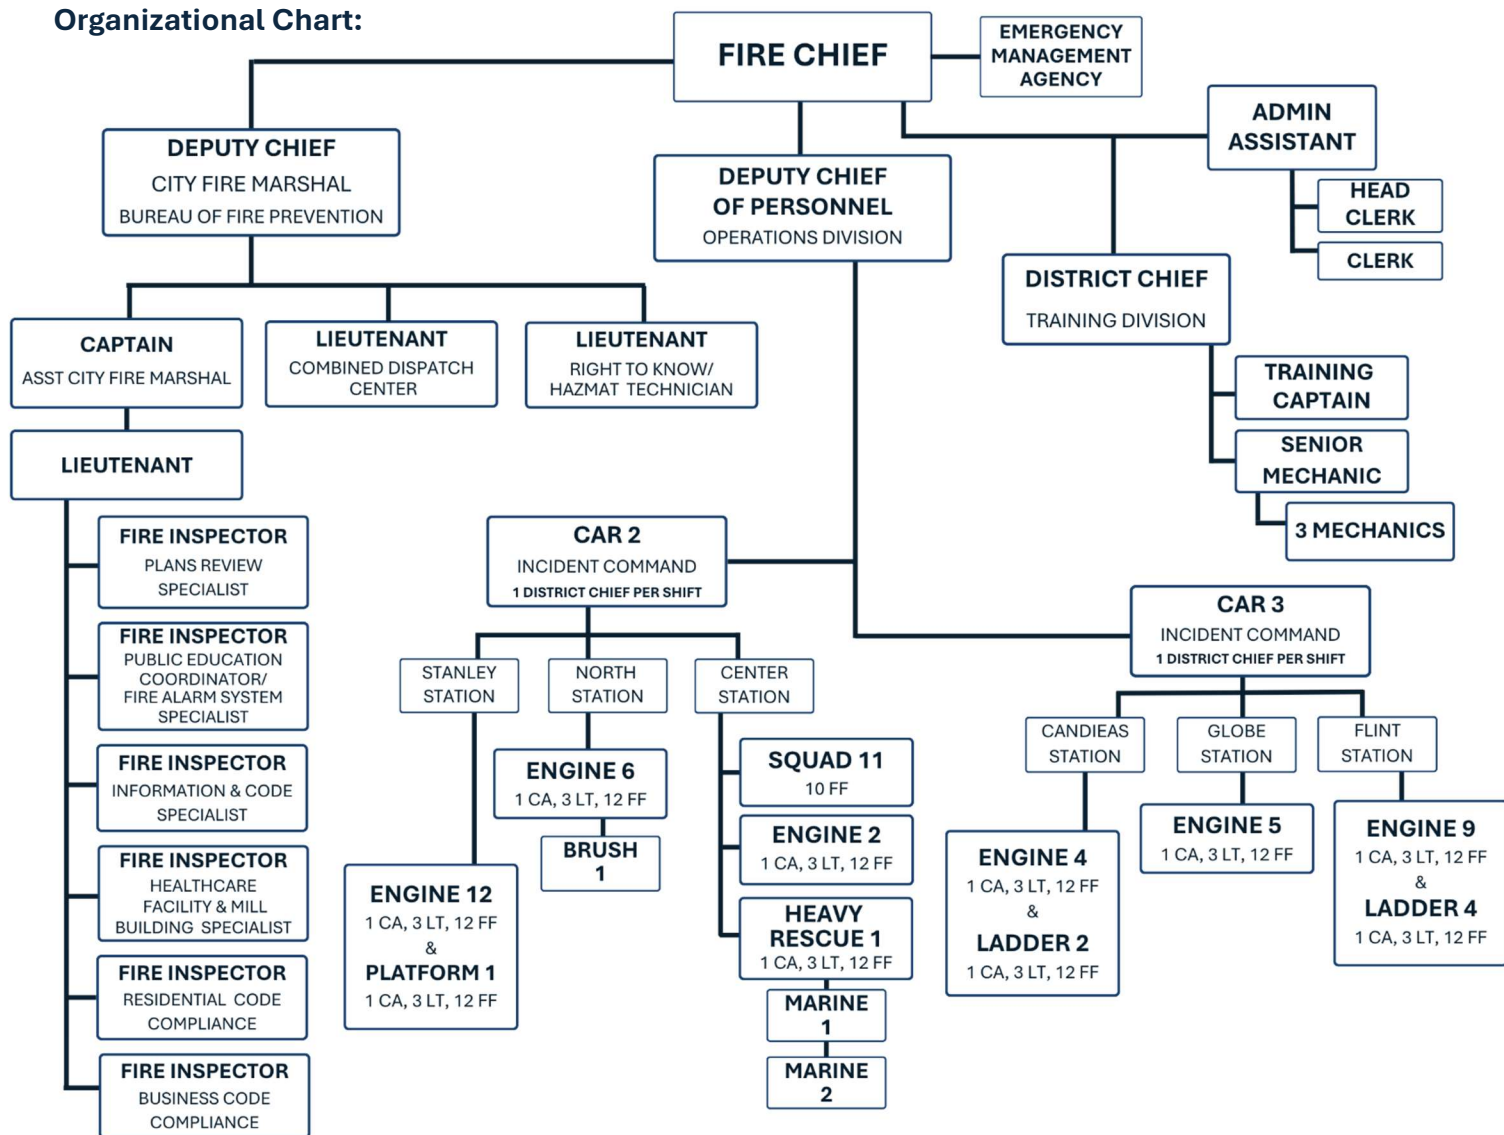 Organizational Chart:
FIRE CHIEF
EMERGENCY
MANAGEMENT
AGENCY
ADMIN
ASSISTANT
HEAD
CLERK
CLERK
DEPUTY CHIEF
CITY FIRE MARSHAL
BUREAU OF FIRE PREVENTION
DEPUTY CHIEF
OF PERSONNEL
OPERATIONS DIVISION
DISTRICT CHIEF
TRAINING DIVISION
TRAINING
CAPTAIN
SENIOR
MECHANIC
3 MECHANICS
CAPTAIN
ASST CITY FIRE MARSHAL
LIEUTENANT
COMBINED DISPATCH
CENTER
LIEUTENANT
RIGHT TO KNOW/
HAZMAT TECHNICIAN
LIEUTENANT
FIRE INSPECTOR
PLANS REVIEW
SPECIALIST
FIRE INSPECTOR
PUBLIC EDUCATION
COORDINATOR/
FIRE ALARM SYSTEM
SPECIALIST
FIRE INSPECTOR
INFORMATION & CODE
SPECIALIST
FIRE INSPECTOR
HEALTHCARE
FACILITY & MILL
BUILDING SPECIALIST
FIRE INSPECTOR
RESIDENTIAL CODE
COMPLIANCE
FIRE INSPECTOR
BUSINESS CODE
COMPLIANCE
CAR 2
INCIDENT COMMAND
1 DISTRICT CHIEF PER SHIFT
STANLEY
STATION
ENGINE 12
1 CA, 3 LT, 12 FF
&
PLATFORM 1
1 CA, 3 LT, 12 FF
NORTH
STATION
ENGINE 6
1 CA, 3 LT, 12 FF
BRUSH
1
CENTER
STATION
SQUAD 11
10 FF
ENGINE 2
1 CA, 3 LT, 12 FF
HEAVY
RESCUE 1
1 CA, 3 LT, 12 FF
MARINE
1
MARINE
2
CAR 3
INCIDENT COMMAND
1 DISTRICT CHIEF PER SHIFT
CANDIEAS
STATION
ENGINE 4
1 CA, 3 LT, 12 FF
&
LADDER 2
1 CA, 3 LT, 12 FF
GLOBE
STATION
ENGINE 5
1 CA, 3 LT, 12 FF
FLINT
STATION
ENGINE 9
1 CA, 3 LT, 12 FF
&
LADDER 4
1 CA, 3 LT, 12 FF